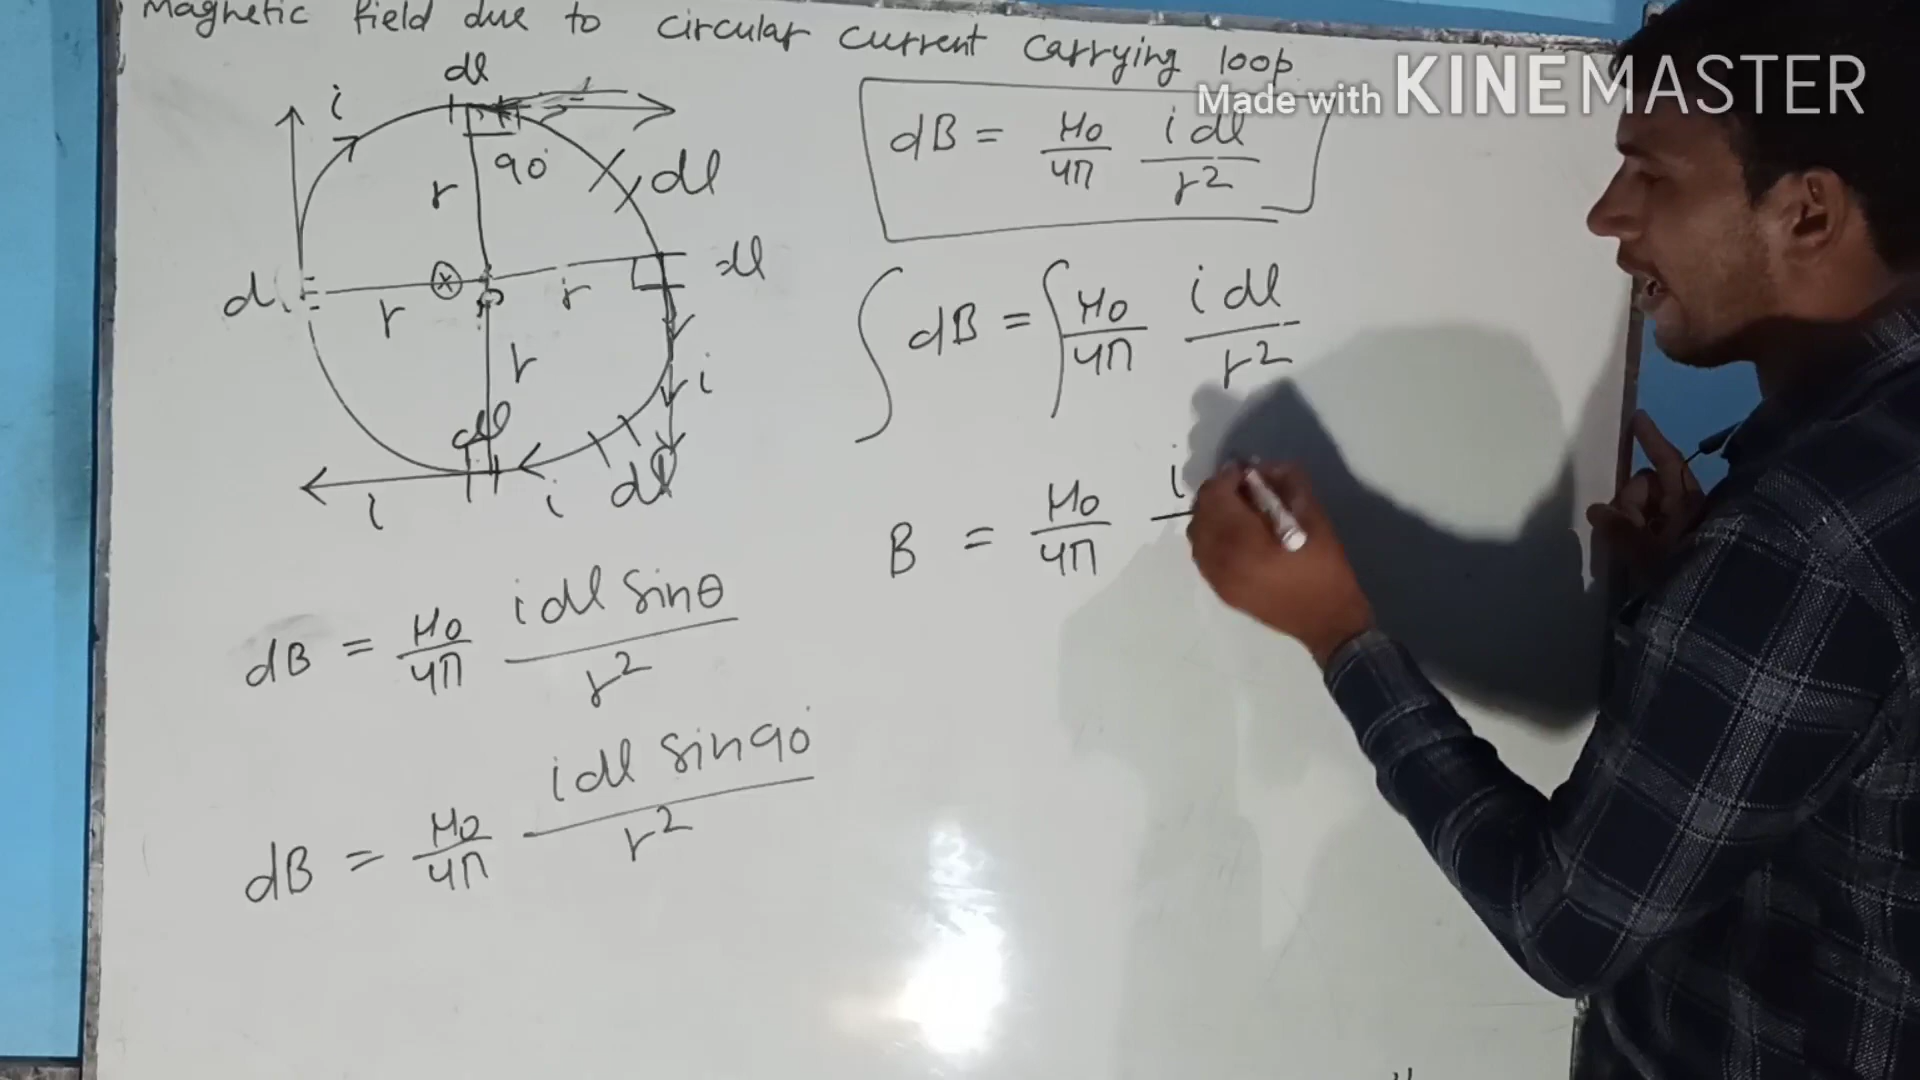 Magnetic field due to circular current carrying loop
Made with KINEMASTER
dl
i
90°
r
dl
r
r
dl
r
i
dl
i
dl
i
dB = μ0/4π i dl/r²
∫ dB = ∫ μ0/4π i dl/r²
B = μ0/4π i
dB = μ0/4π i dl sinθ/r²
dB = μ0/4π i dl sin90°/r²